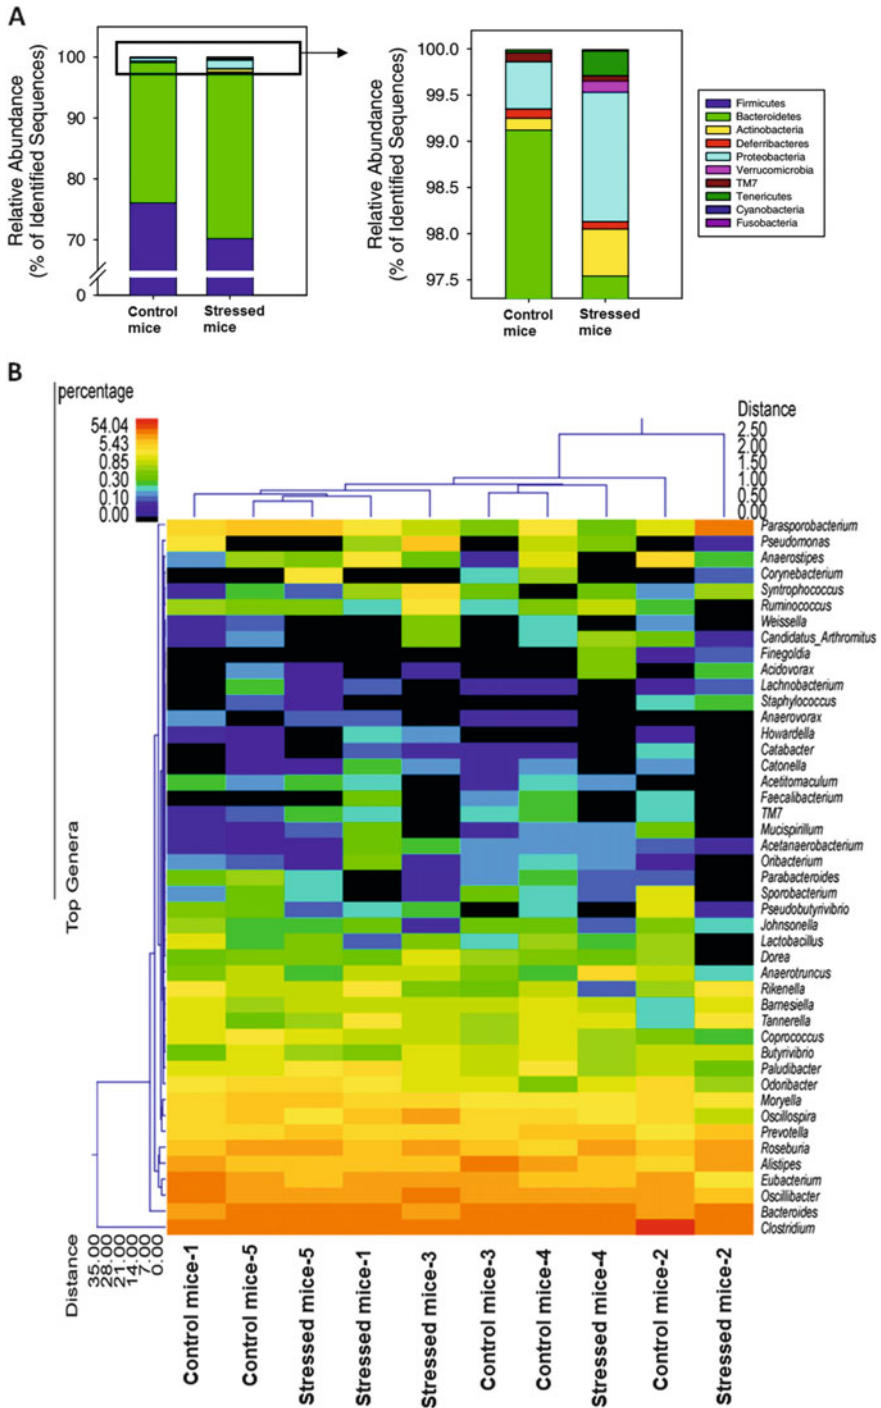 A
Relative Abundance
(% of Identified Sequences)
100
90
80
70
0
Control
mice
Stressed
mice
Relative Abundance
(% of Identified Sequences)
100.0
99.5
99.0
98.5
98.0
97.5
Control
mice
Stressed
mice
Firmicutes
Bacteroidetes
Actinobacteria
Deferribacteres
Proteobacteria
Verrucomicrobia
TM7
Tenericutes
Cyanobacteria
Fusobacteria
B
percentage
54.04
5.43
0.85
0.30
0.10
0.00
Distance
2.50
2.00
1.50
1.00
0.50
0.00
Top Genera
Parasporobacterium
Pseudomonas
Anaerostipes
Corynebacterium
Syntrophococcus
Ruminococcus
Weissella
Candidatus_Arthromitus
Finegoldia
Acidovorax
Lachnobacterium
Staphylococcus
Anaerovorax
Howardella
Catabacter
Catonella
Acetitomaculum
Faecalibacterium
TM7
Mucispirillum
Acetanaerobacterium
Oribacterium
Parabacteroides
Sporobacterium
Pseudobutyrivibrio
Johnsonella
Lactobacillus
Dorea
Anaerotruncus
Rikenella
Barnesiella
Tannerella
Coprococcus
Butyrivibrio
Paludibacter
Odoribacter
Moryella
Oscillospira
Prevotella
Roseburia
Alistipes
Eubacterium
Oscillibacter
Bacteroides
Clostridium
Distance
35.00
28.00
21.00
14.00
7.00
0.00
Control mice-1
Control mice-5
Stressed mice-5
Stressed mice-1
Stressed mice-3
Control mice-3
Control mice-4
Stressed mice-4
Control mice-2
Stressed mice-2